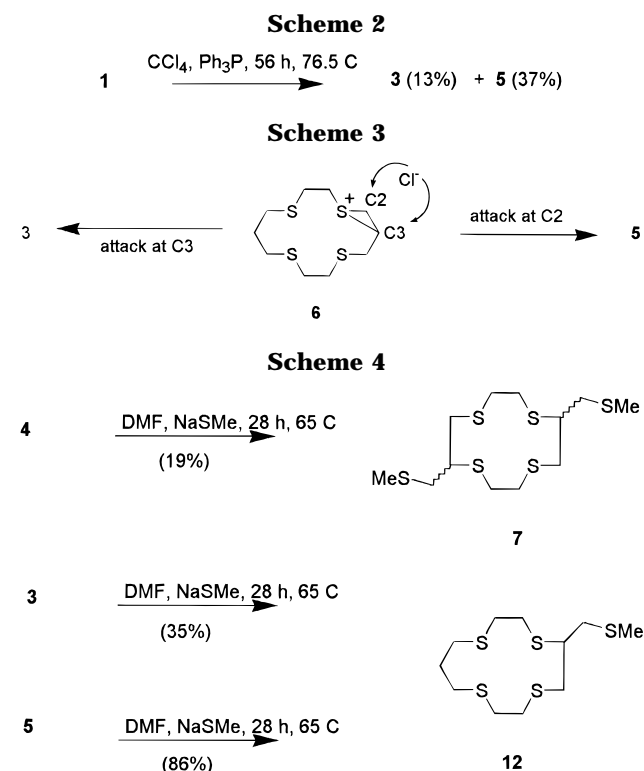 Scheme 2
CCl4, Ph3P, 56 h, 76.5 C
1 3 (13%) + 5 (37%)
Scheme 3
Cl-
+ C2
S S
C3
S S
3 attack at C3 attack at C2 5
6
Scheme 4
4 DMF, NaSMe, 28 h, 65 C
(19%)
SMe
S S
S S
MeS
7
3 DMF, NaSMe, 28 h, 65 C
(35%)
SMe
S S
S S
5 DMF, NaSMe, 28 h, 65 C
(86%)
12